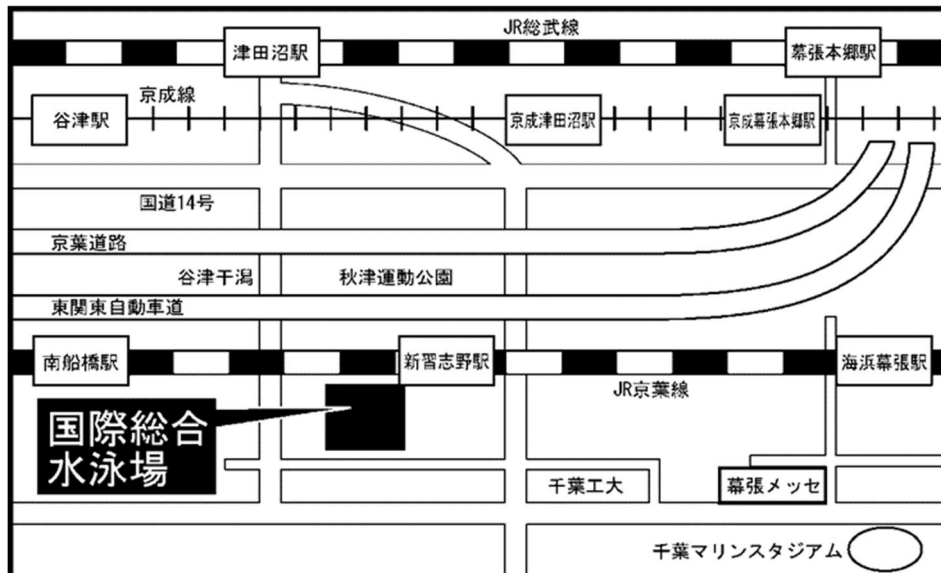 JR総武線
津田沼駅
幕張本郷駅
京成線
谷津駅
京成津田沼駅
京成幕張本郷駅
国道14号
京葉道路
谷津干潟
秋津運動公園
東関東自動車道
南船橋駅
新習志野駅
海浜幕張駅
JR京葉線
国際総合
水泳場
千葉工大
幕張メッセ
千葉マリンスタジアム